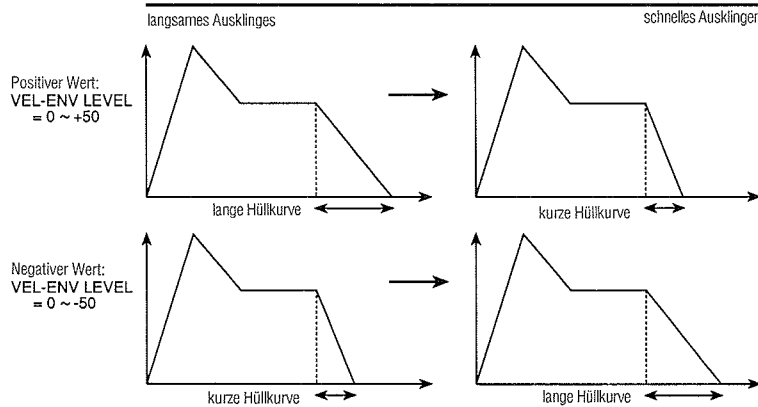 langsames Ausklinges
schnelles Ausklingen
Positiver Wert:
VEL-ENV LEVEL
= 0 ~ +50
lange Hüllkurve
kurze Hüllkurve
Negativer Wert:
VEL-ENV LEVEL
= 0 ~ -50
kurze Hüllkurve
lange Hüllkurve